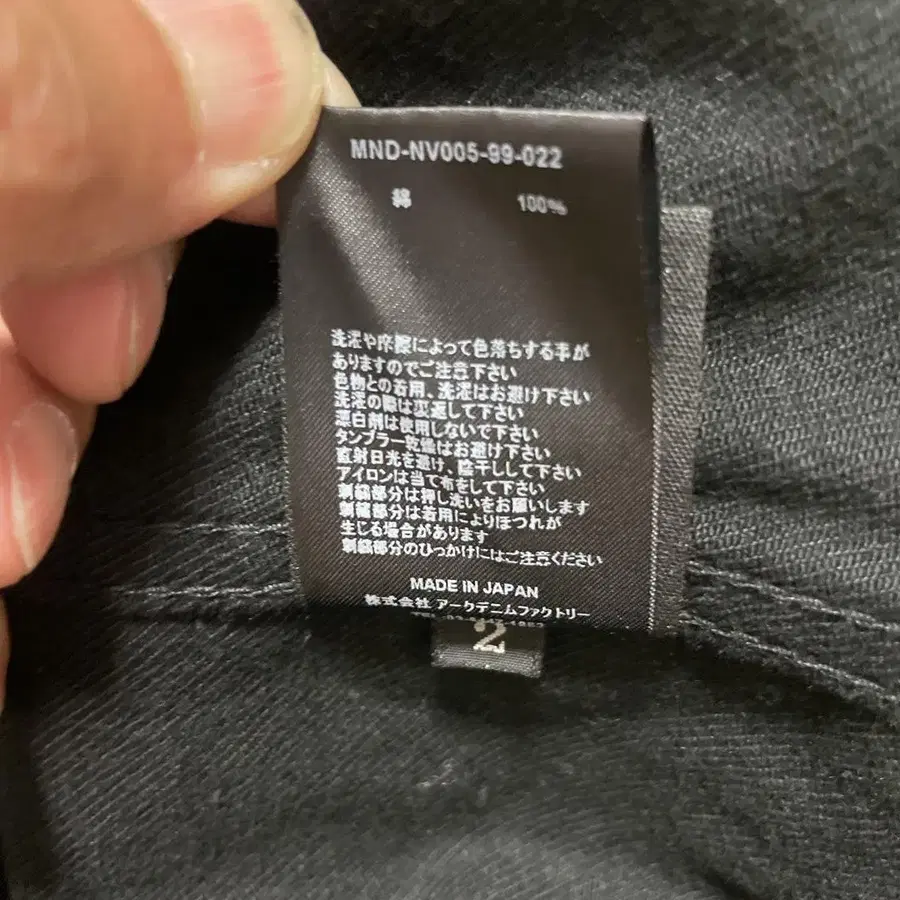 MND-NV005-99-022
綿 100%
洗濯や摩擦によって色落ちする事が
ありますのでご注意下さい
色物との着用、洗濯はお避け下さい
洗濯の際は裏返して下さい
漂白剤は使用しないで下さい
タンブラー乾燥はお避け下さい
直射日光を避け、陰干しして下さい
アイロンは当て布をして下さい
刺繍部分は押し洗いをお願いします
刺繍部分は着用によりほつれが
生じる場合があります
刺繍部分のひっかけにはご注意ください
MADE IN JAPAN
株式会社 アークデニムファクトリー
2